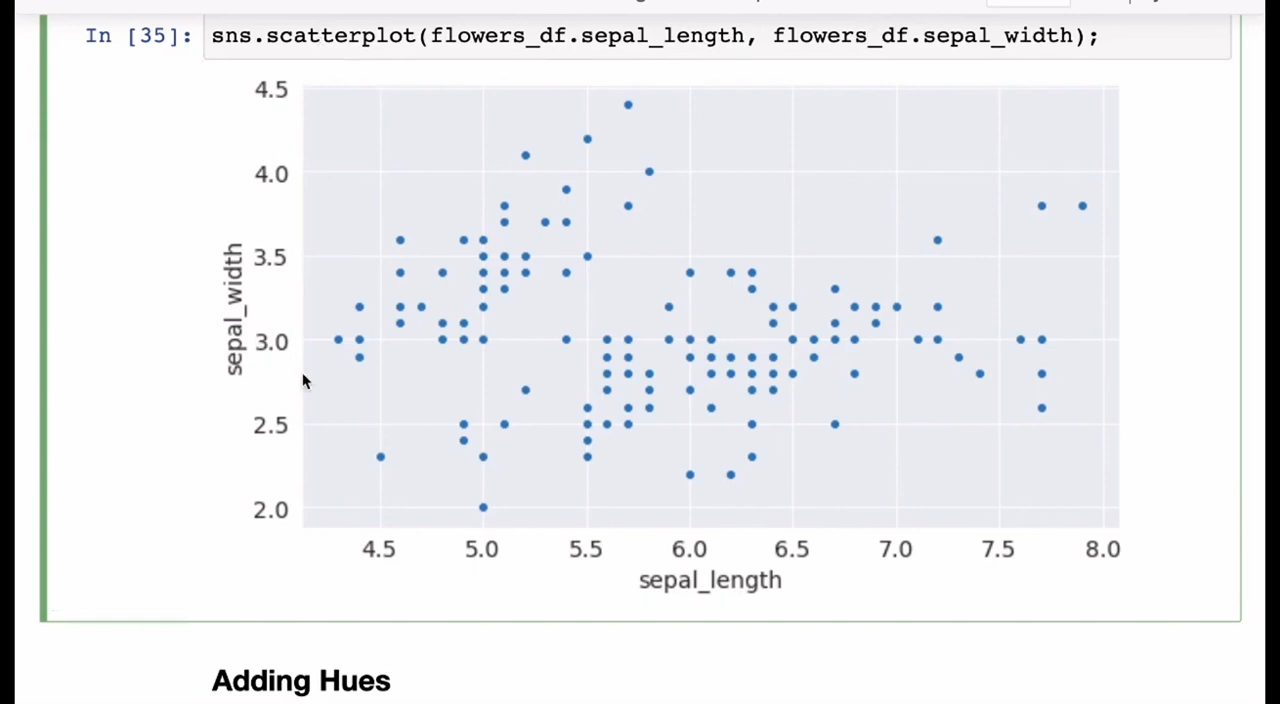 In [35]: sns.scatterplot(flowers_df.sepal_length, flowers_df.sepal_width);
4.5
4.0
3.5
3.0
2.5
2.0
sepal_width
4.5 5.0 5.5 6.0 6.5 7.0 7.5 8.0
sepal_length
Adding Hues